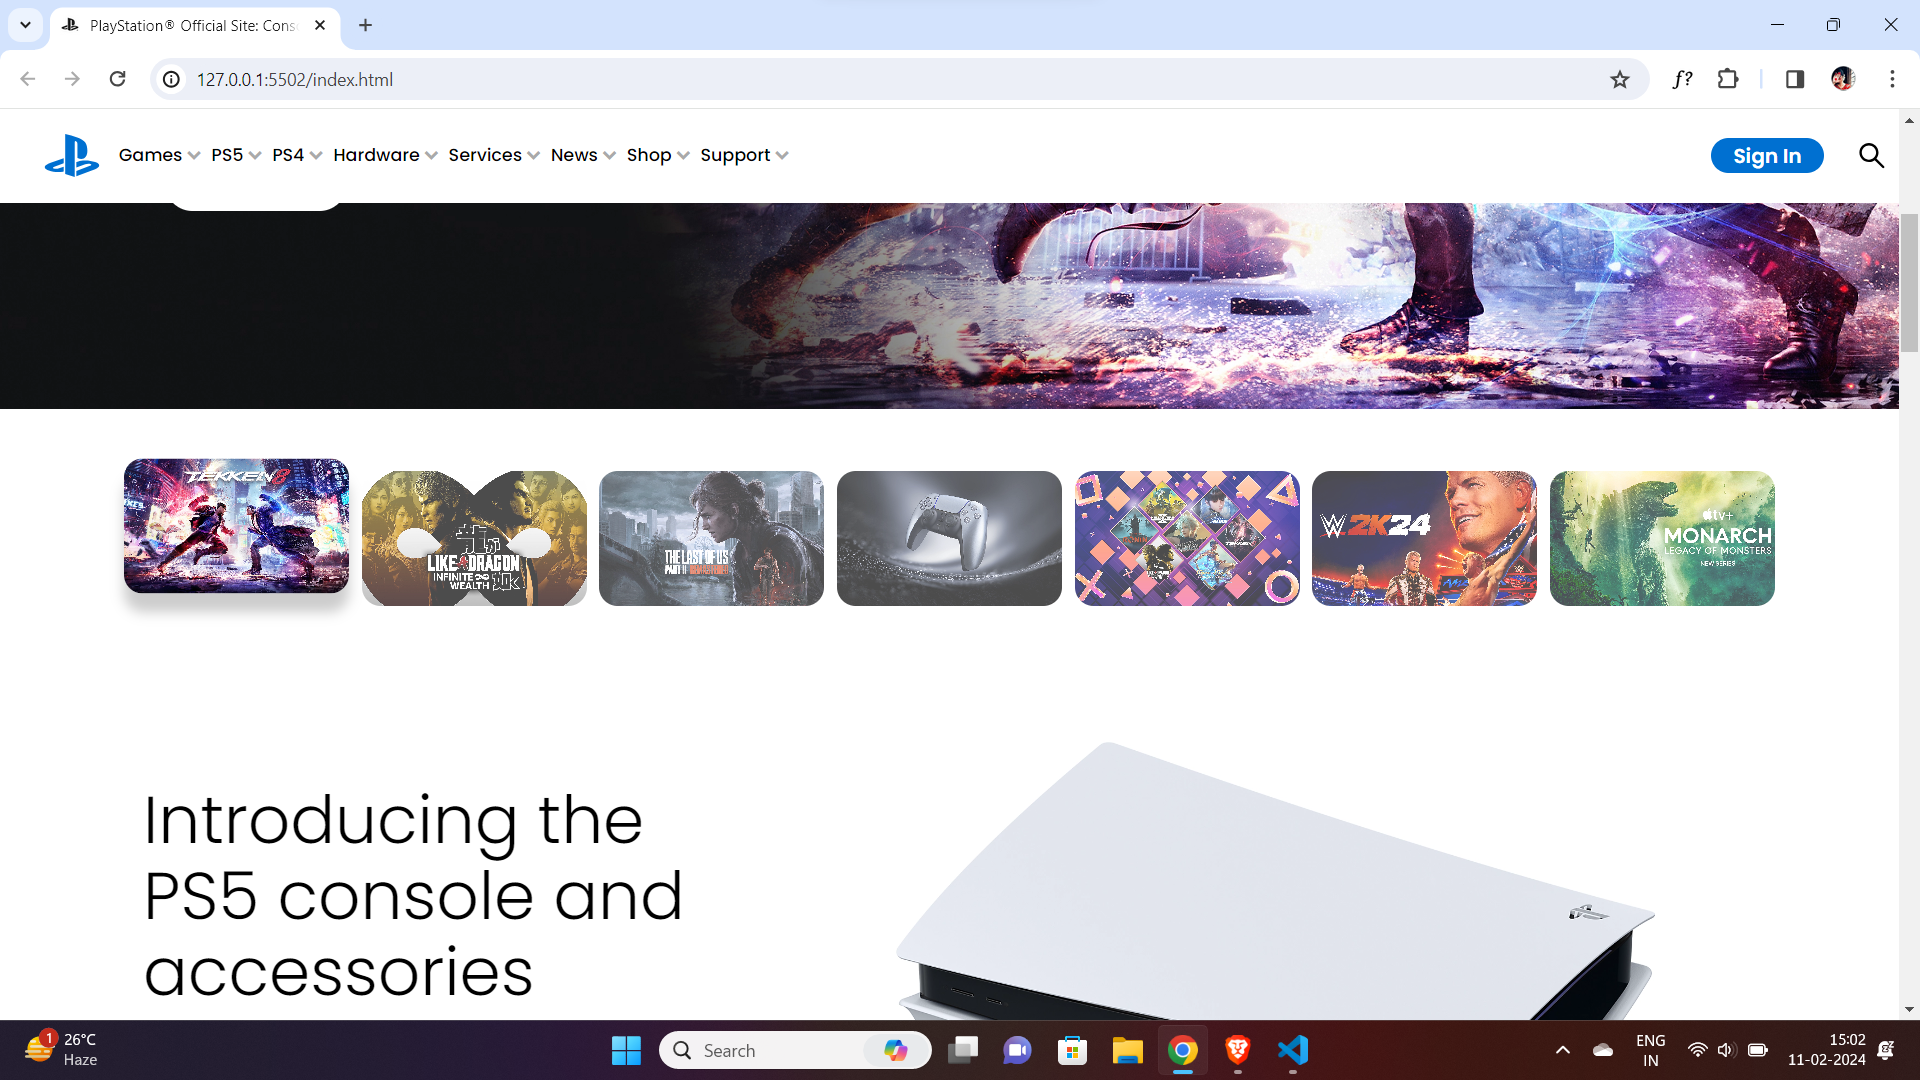 PlayStation® Official Site: Cons
127.0.0.1:5502/index.html
Games PS5 PS4 Hardware Services News Shop Support Sign In
TEKKEN 8
LIKE A DRAGON
INFINITE WEALTH
THE LAST OF US
PART II
W 2K24
tv+
MONARCH
LEGACY OF MONSTERS
NEW SERIES
Introducing the
PS5 console and
accessories
1
26°C
Haze
Search
ENG
IN
15:02
11-02-2024